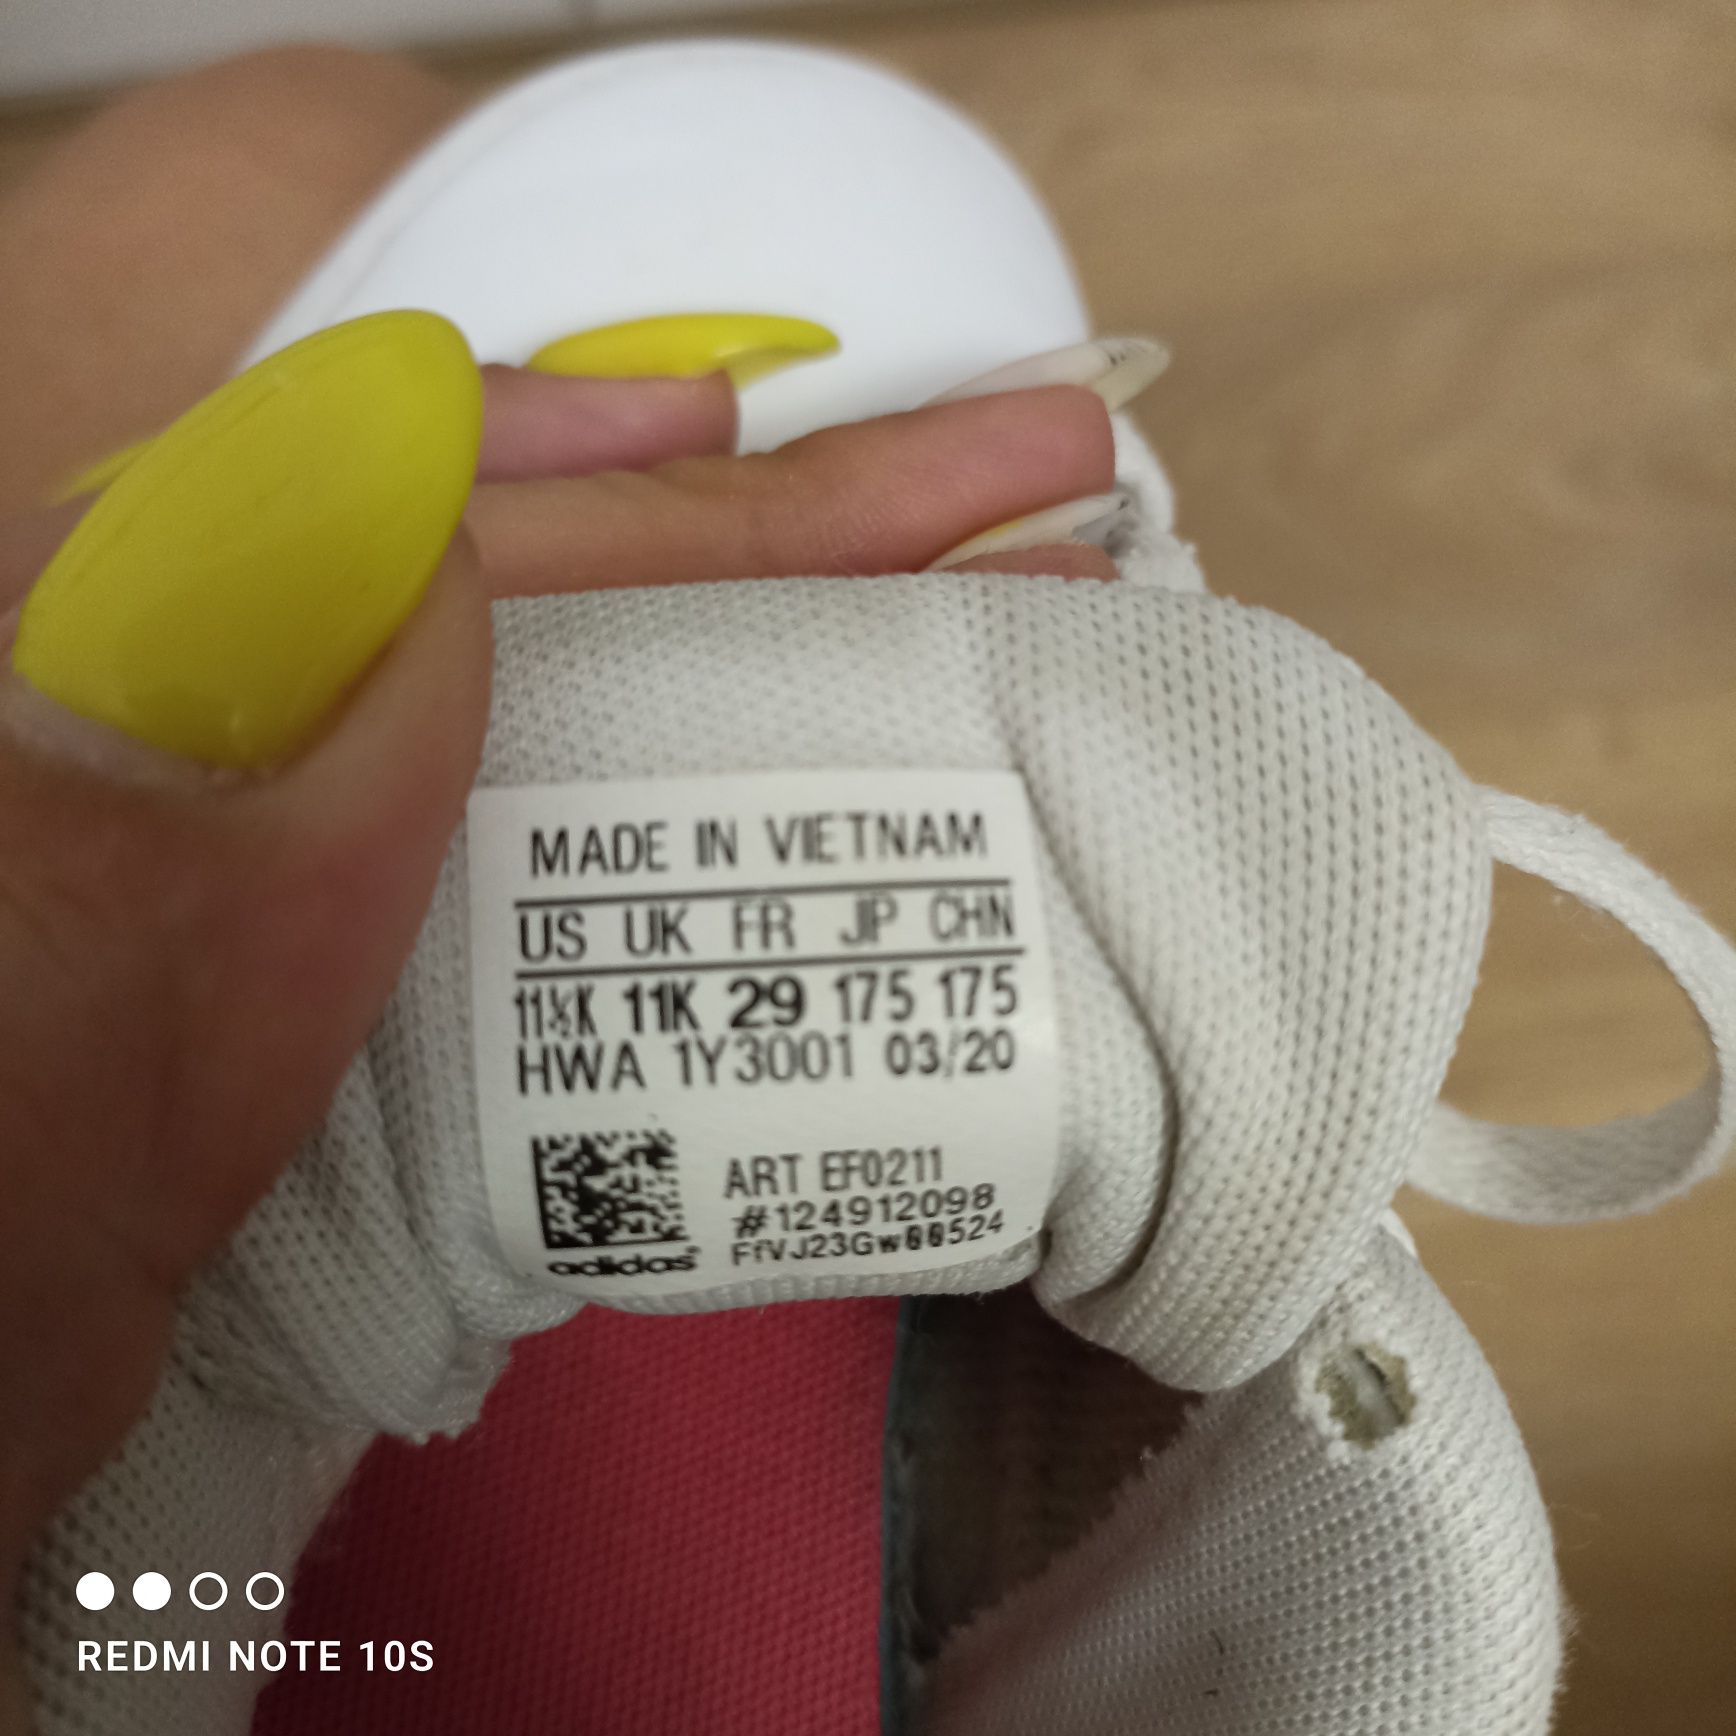 MADE IN VIETNAM
US UK FR JP CHN
11½K 11K 29 175 175
HWA 1Y3001 03/20
ART EF0211
#124912098
FfVJ23Gw00524
adidas
REDMI NOTE 10S